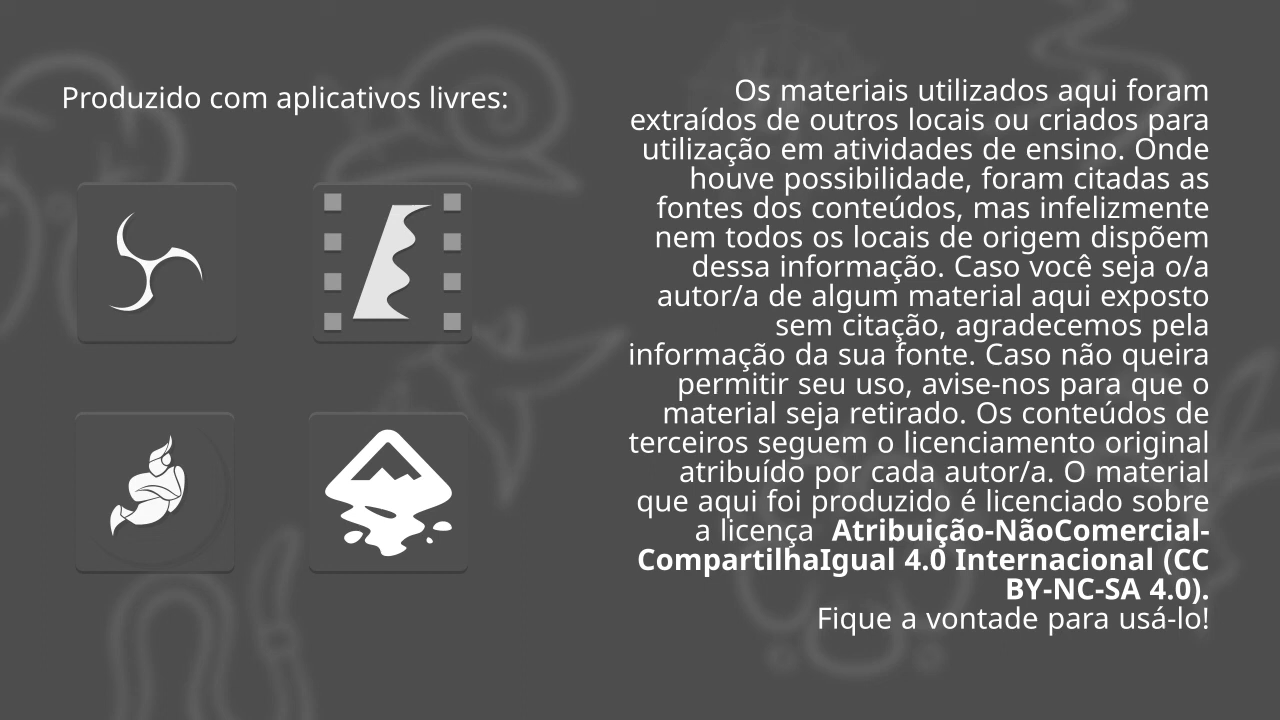 Produzido com aplicativos livres:
Os materiais utilizados aqui foram
extraídos de outros locais ou criados para
utilização em atividades de ensino. Onde
houve possibilidade, foram citadas as
fontes dos conteúdos, mas infelizmente
nem todos os locais de origem dispõem
dessa informação. Caso você seja o/a
autor/a de algum material aqui exposto
sem citação, agradecemos pela
informação da sua fonte. Caso não queira
permitir seu uso, avise-nos para que o
material seja retirado. Os conteúdos de
terceiros seguem o licenciamento original
atribuído por cada autor/a. O material
que aqui foi produzido é licenciado sobre
a licença Atribuição-NãoComercial-
CompartilhaIgual 4.0 Internacional (CC
BY-NC-SA 4.0).
Fique a vontade para usá-lo!